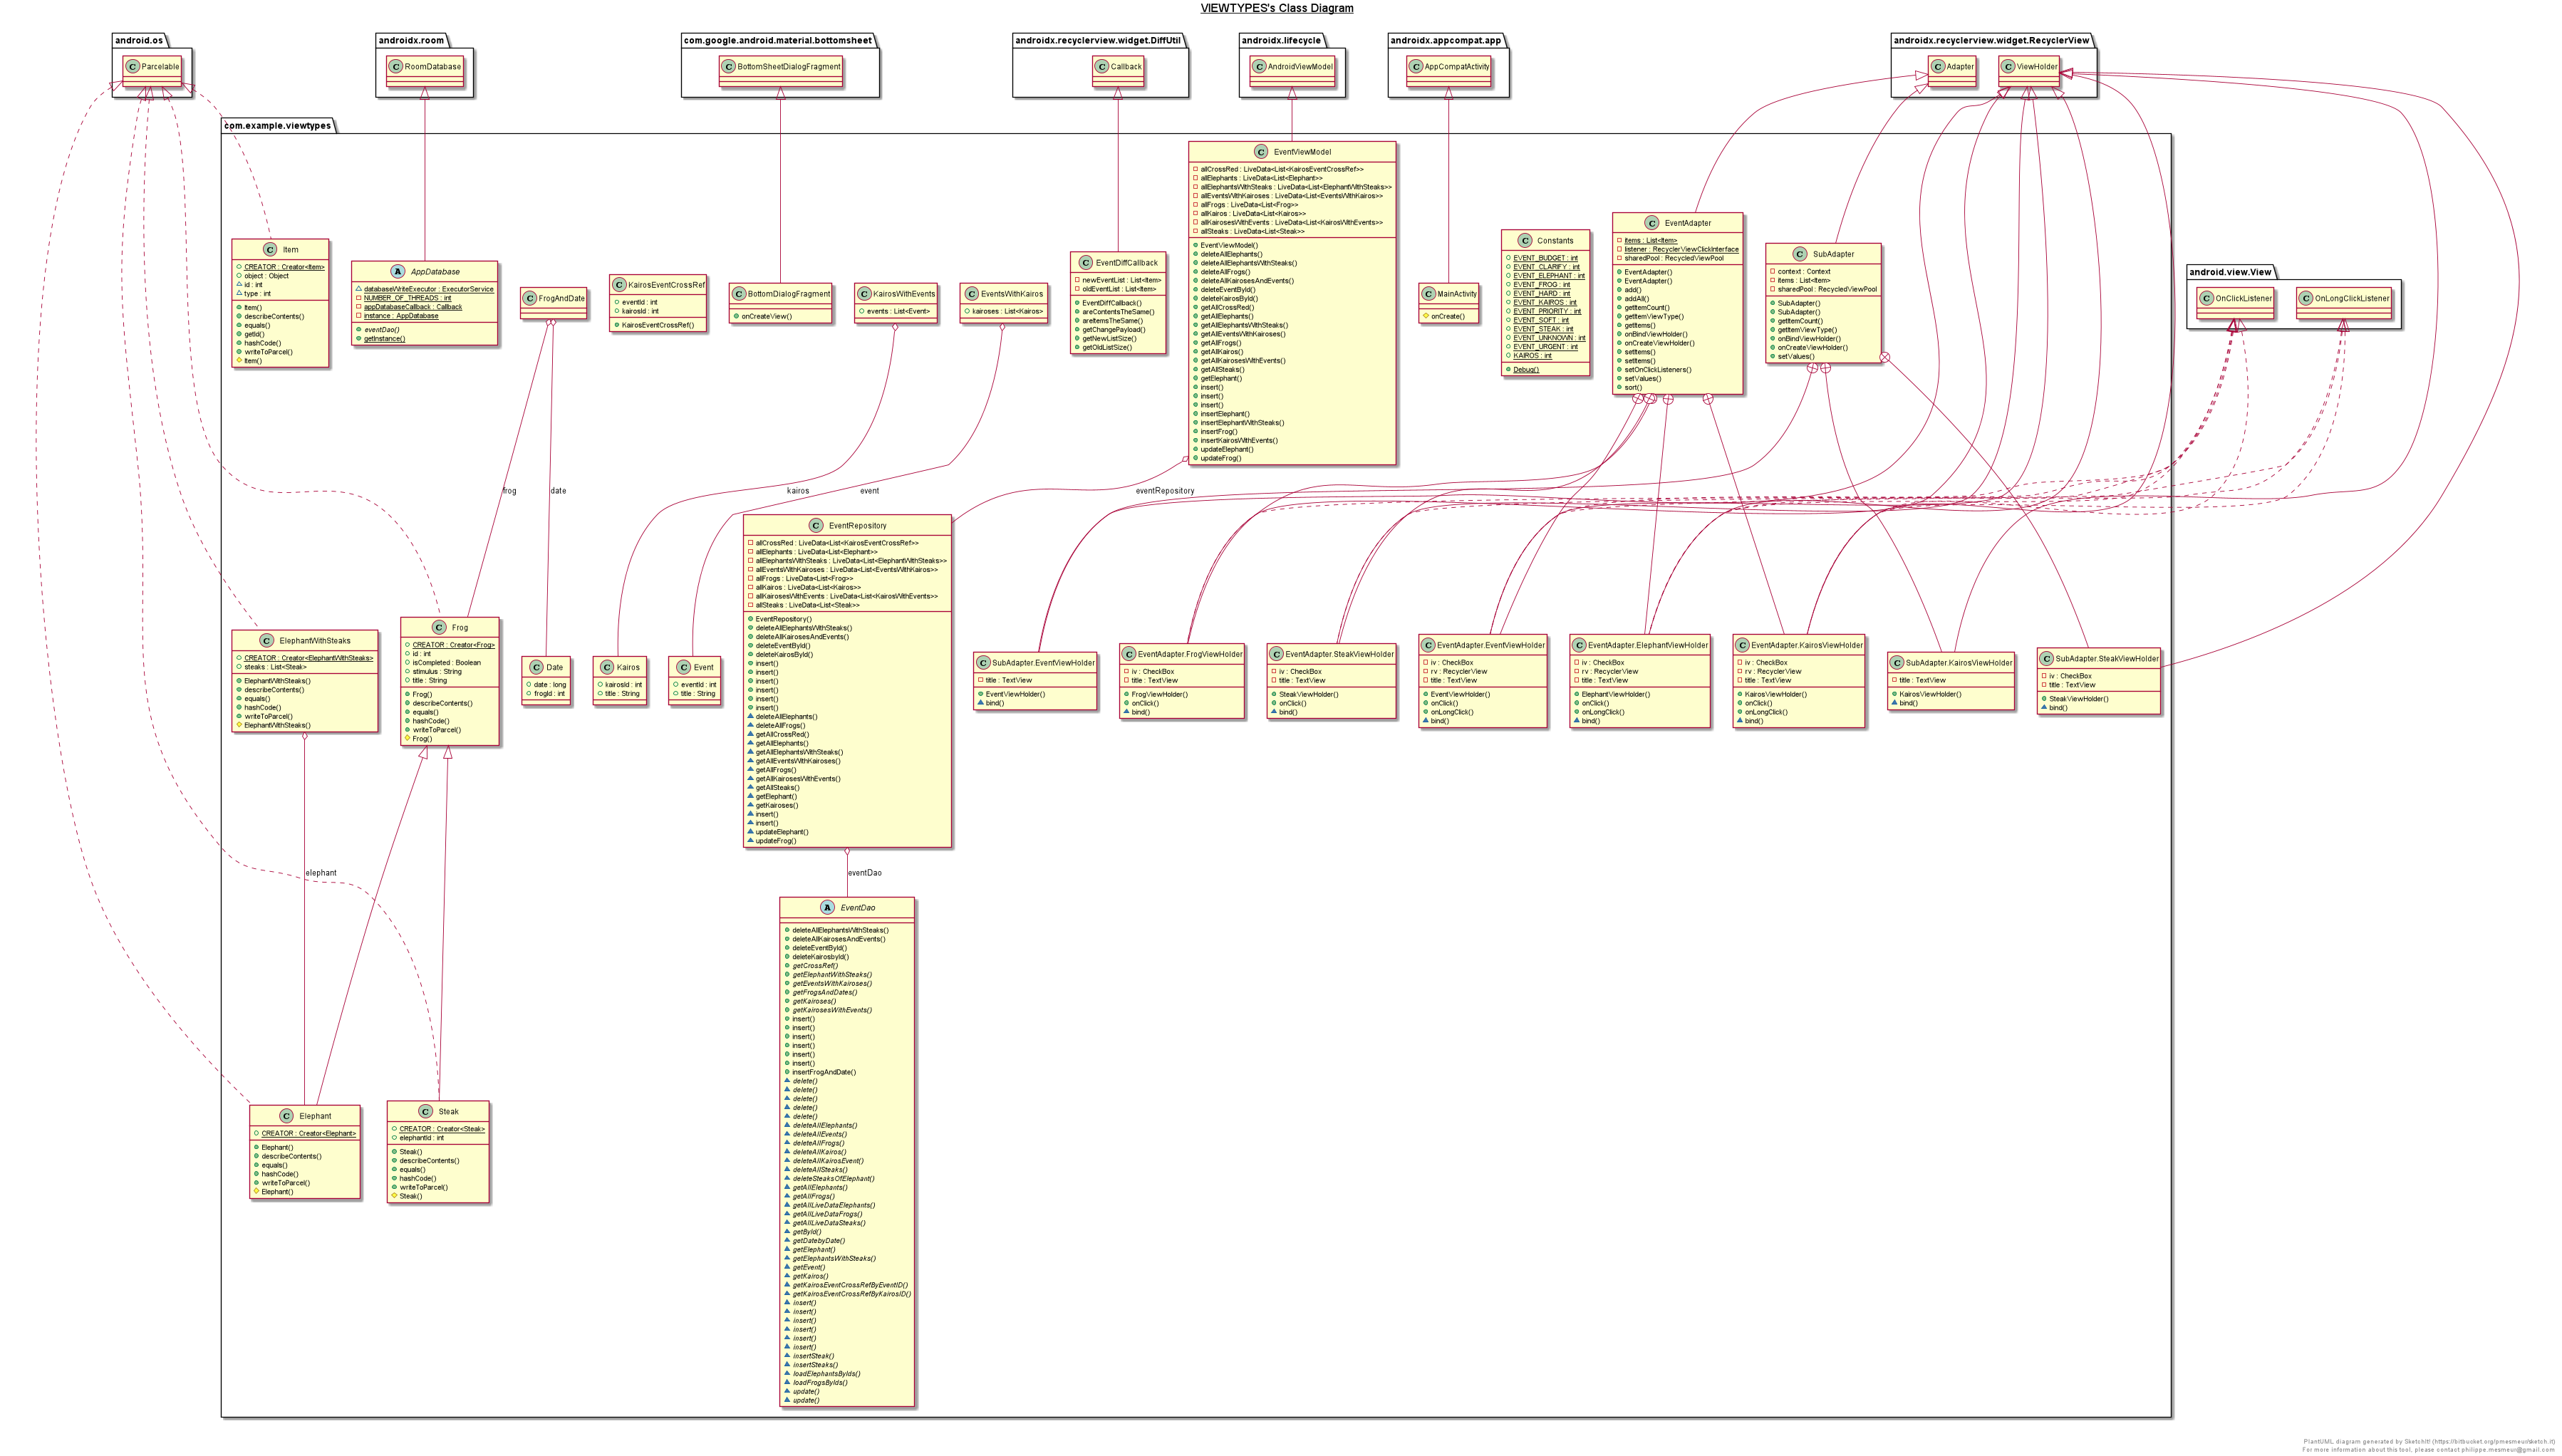 VIEWTYPES's Class Diagram
android.os
C Parcelable
androidx.room
C RoomDatabase
com.google.android.material.bottomsheet
C BottomSheetDialogFragment
androidx.recyclerview.widget.DiffUtil
C Callback
androidx.lifecycle
C AndroidViewModel
androidx.appcompat.app
C AppCompatActivity
androidx.recyclerview.widget.RecyclerView
C Adapter
C ViewHolder
com.example.viewtypes
C Item
CREATOR : Creator<Item>
object : Object
id : int
type : int
Item()
describeContents()
equals()
getId()
hashCode()
writeToParcel()
Item()
A AppDatabase
databaseWriteExecutor : ExecutorService
NUMBER_OF_THREADS : int
appDatabaseCallback : Callback
instance : AppDatabase
eventDao()
getInstance()
C FrogAndDate
C KairosEventCrossRef
eventId : int
kairosId : int
KairosEventCrossRef()
C BottomDialogFragment
onCreateView()
C KairosWithEvents
events : List<Event>
C EventsWithKairos
kairoses : List<Kairos>
C EventDiffCallback
newEventList : List<Item>
oldEventList : List<Item>
EventDiffCallback()
areContentsTheSame()
areItemsTheSame()
getChangePayload()
getNewListSize()
getOldListSize()
C EventViewModel
allCrossRed : LiveData<List<KairosEventCrossRef>>
allElephants : LiveData<List<Elephant>>
allElephantsWithSteaks : LiveData<List<ElephantWithSteaks>>
allEventsWithKairoses : LiveData<List<EventsWithKairos>>
allFrogs : LiveData<List<Frog>>
allKairos : LiveData<List<Kairos>>
allKairosesWithEvents : LiveData<List<KairosWithEvents>>
allSteaks : LiveData<List<Steak>>
EventViewModel()
deleteAllElephants()
deleteAllElephantsWithSteaks()
deleteAllFrogs()
deleteAllKairosesAndEvents()
deleteEventById()
deleteKairosById()
getAllCrossRed()
getAllElephants()
getAllElephantsWithSteaks()
getAllEventsWithKairoses()
getAllFrogs()
getAllKairos()
getAllKairosesWithEvents()
getAllSteaks()
getElephant()
insert()
insert()
insert()
insertElephant()
insertElephantWithSteaks()
insertFrog()
insertKairosWithEvents()
updateElephant()
updateFrog()
C MainActivity
onCreate()
C Constants
EVENT_BUDGET : int
EVENT_CLARIFY : int
EVENT_ELEPHANT : int
EVENT_FROG : int
EVENT_HARD : int
EVENT_KAIROS : int
EVENT_PRIORITY : int
EVENT_SOFT : int
EVENT_STEAK : int
EVENT_UNKNOWN : int
EVENT_URGENT : int
KAIROS : int
Debug()
C EventAdapter
items : List<Item>
listener : RecyclerViewClickInterface
sharedPool : RecycledViewPool
EventAdapter()
EventAdapter()
add()
addAll()
getItemCount()
getItemViewType()
getItems()
onBindViewHolder()
onCreateViewHolder()
setItems()
setItems()
setOnClickListeners()
setValues()
sort()
C SubAdapter
context : Context
items : List<Item>
sharedPool : RecycledViewPool
SubAdapter()
SubAdapter()
getItemCount()
getItemViewType()
onBindViewHolder()
onCreateViewHolder()
setValues()
android.view.View
C OnClickListener
C OnLongClickListener
frog
date
kairos
event
eventRepository
C EventRepository
allCrossRed : LiveData<List<KairosEventCrossRef>>
allElephants : LiveData<List<Elephant>>
allElephantsWithSteaks : LiveData<List<ElephantWithSteaks>>
allEventsWithKairoses : LiveData<List<EventsWithKairos>>
allFrogs : LiveData<List<Frog>>
allKairos : LiveData<List<Kairos>>
allKairosesWithEvents : LiveData<List<KairosWithEvents>>
allSteaks : LiveData<List<Steak>>
EventRepository()
deleteAllElephantsWithSteaks()
deleteAllKairosesAndEvents()
deleteEventById()
deleteKairosById()
insert()
insert()
insert()
insert()
insert()
insert()
deleteAllElephants()
deleteAllFrogs()
getAllCrossRed()
getAllElephants()
getAllElephantsWithSteaks()
getAllEventsWithKairoses()
getAllFrogs()
getAllKairosesWithEvents()
getAllSteaks()
getElephant()
getKairoses()
insert()
insert()
updateElephant()
updateFrog()
C ElephantWithSteaks
CREATOR : Creator<ElephantWithSteaks>
steaks : List<Steak>
ElephantWithSteaks()
describeContents()
equals()
hashCode()
writeToParcel()
ElephantWithSteaks()
C Frog
CREATOR : Creator<Frog>
id : int
isCompleted : Boolean
stimulus : String
title : String
Frog()
describeContents()
equals()
hashCode()
writeToParcel()
Frog()
C Date
date : long
frogId : int
C Kairos
kairosId : int
title : String
C Event
eventId : int
title : String
C SubAdapter.EventViewHolder
title : TextView
EventViewHolder()
bind()
C EventAdapter.FrogViewHolder
iv : CheckBox
title : TextView
FrogViewHolder()
onClick()
bind()
C EventAdapter.SteakViewHolder
iv : CheckBox
title : TextView
SteakViewHolder()
onClick()
bind()
C EventAdapter.EventViewHolder
iv : CheckBox
rv : RecyclerView
title : TextView
EventViewHolder()
onClick()
onLongClick()
bind()
C EventAdapter.ElephantViewHolder
iv : CheckBox
rv : RecyclerView
title : TextView
ElephantViewHolder()
onClick()
onLongClick()
bind()
C EventAdapter.KairosViewHolder
iv : CheckBox
rv : RecyclerView
title : TextView
KairosViewHolder()
onClick()
onLongClick()
bind()
C SubAdapter.KairosViewHolder
title : TextView
KairosViewHolder()
bind()
C SubAdapter.SteakViewHolder
iv : CheckBox
title : TextView
SteakViewHolder()
bind()
elephant
eventDao
A EventDao
deleteAllElephantsWithSteaks()
deleteAllKairosesAndEvents()
deleteEventById()
deleteKairosbyId()
getCrossRef()
getElephantWithSteaks()
getEventsWithKairoses()
getFrogsAndDates()
getKairoses()
getKairosesWithEvents()
insert()
insert()
insert()
insert()
insert()
insert()
insertFrogAndDate()
delete()
delete()
delete()
delete()
delete()
deleteAllElephants()
deleteAllEvents()
deleteAllFrogs()
deleteAllKairos()
deleteAllKairosEvent()
deleteAllSteaks()
deleteSteaksOfElephant()
getAllElephants()
getAllFrogs()
getAllLiveDataElephants()
getAllLiveDataFrogs()
getAllLiveDataSteaks()
getById()
getDatebyDate()
getElephant()
getElephantsWithSteaks()
getEvent()
getKairos()
getKairosEventCrossRefByEventID()
getKairosEventCrossRefByKairosID()
insert()
insert()
insert()
insert()
insert()
insert()
insertSteak()
insertSteaks()
loadElephantsByIds()
loadFrogsByIds()
update()
update()
C Elephant
CREATOR : Creator<Elephant>
Elephant()
describeContents()
equals()
hashCode()
writeToParcel()
Elephant()
C Steak
CREATOR : Creator<Steak>
elephantId : int
Steak()
describeContents()
equals()
hashCode()
writeToParcel()
Steak()
PlantUML diagram generated by SketchIt! (https://bitbucket.org/pmesmeur/sketch.it)
For more information about this tool, please contact philippe.mesmeur@gmail.com